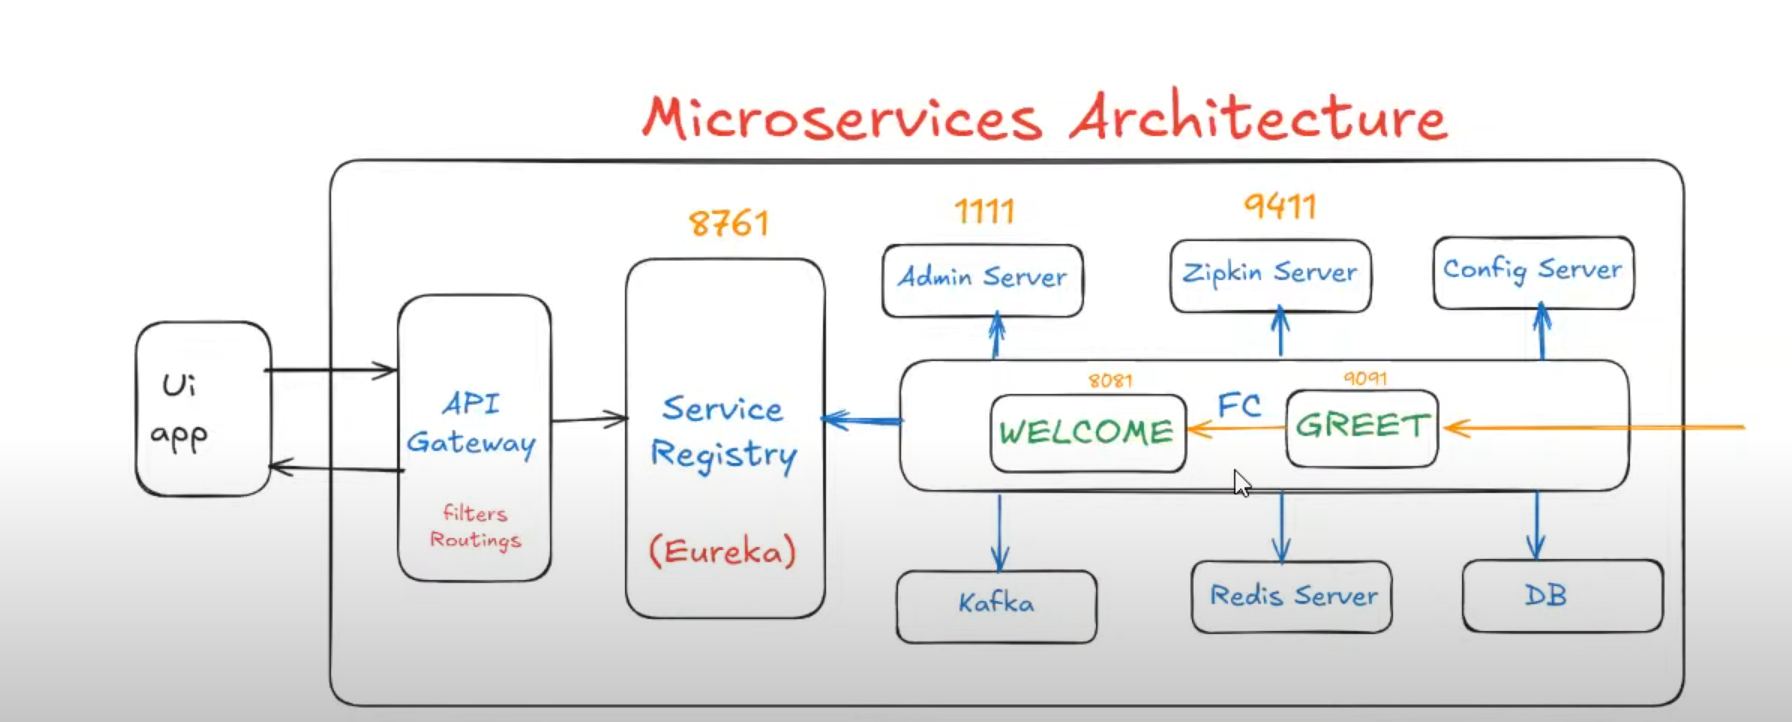 Microservices Architecture
8761
1111
9411
Admin Server
Zipkin Server
Config Server
Ui
app
API
Gateway
filters
Routings
Service
Registry
(Eureka)
8081
FC
9091
WELCOME
GREET
Kafka
Redis Server
DB